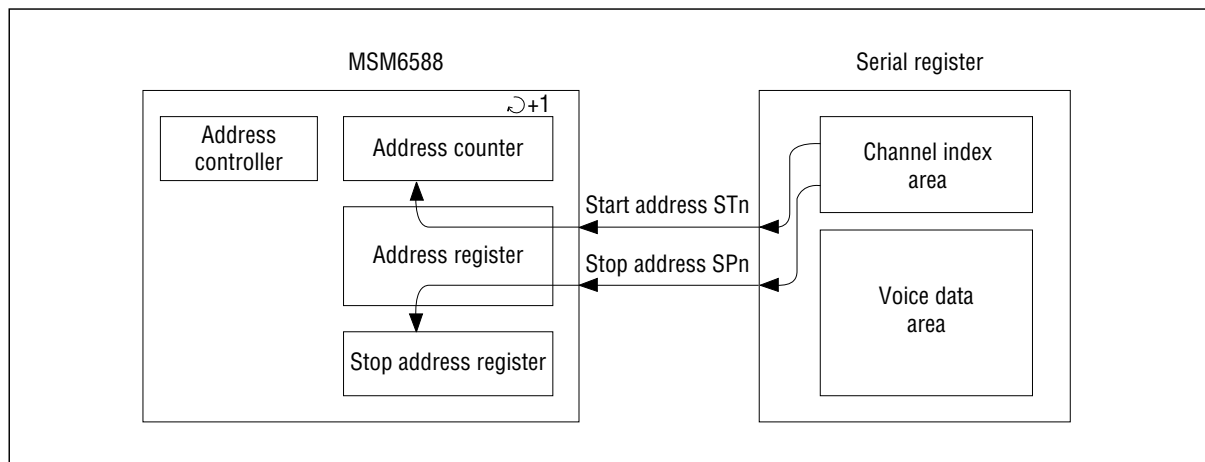 MSM6588
Serial register
+1
Address
controller
Address counter
Channel index
area
Start address STn
Address register
Stop address SPn
Voice data
area
Stop address register